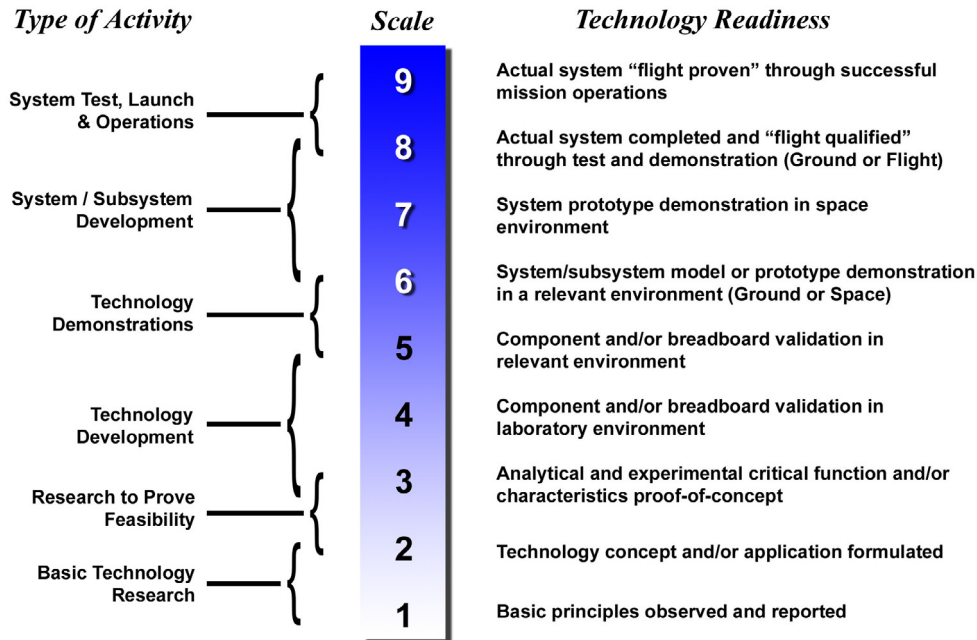 Type of Activity
Scale
Technology Readiness
System Test, Launch
& Operations
System / Subsystem
Development
Technology
Demonstrations
Technology
Development
Research to Prove
Feasibility
Basic Technology
Research
9
8
7
6
5
4
3
2
1
Actual system “flight proven” through successful
mission operations
Actual system completed and “flight qualified”
through test and demonstration (Ground or Flight)
System prototype demonstration in space
environment
System/subsystem model or prototype demonstration
in a relevant environment (Ground or Space)
Component and/or breadboard validation in
relevant environment
Component and/or breadboard validation in
laboratory environment
Analytical and experimental critical function and/or
characteristics proof-of-concept
Technology concept and/or application formulated
Basic principles observed and reported